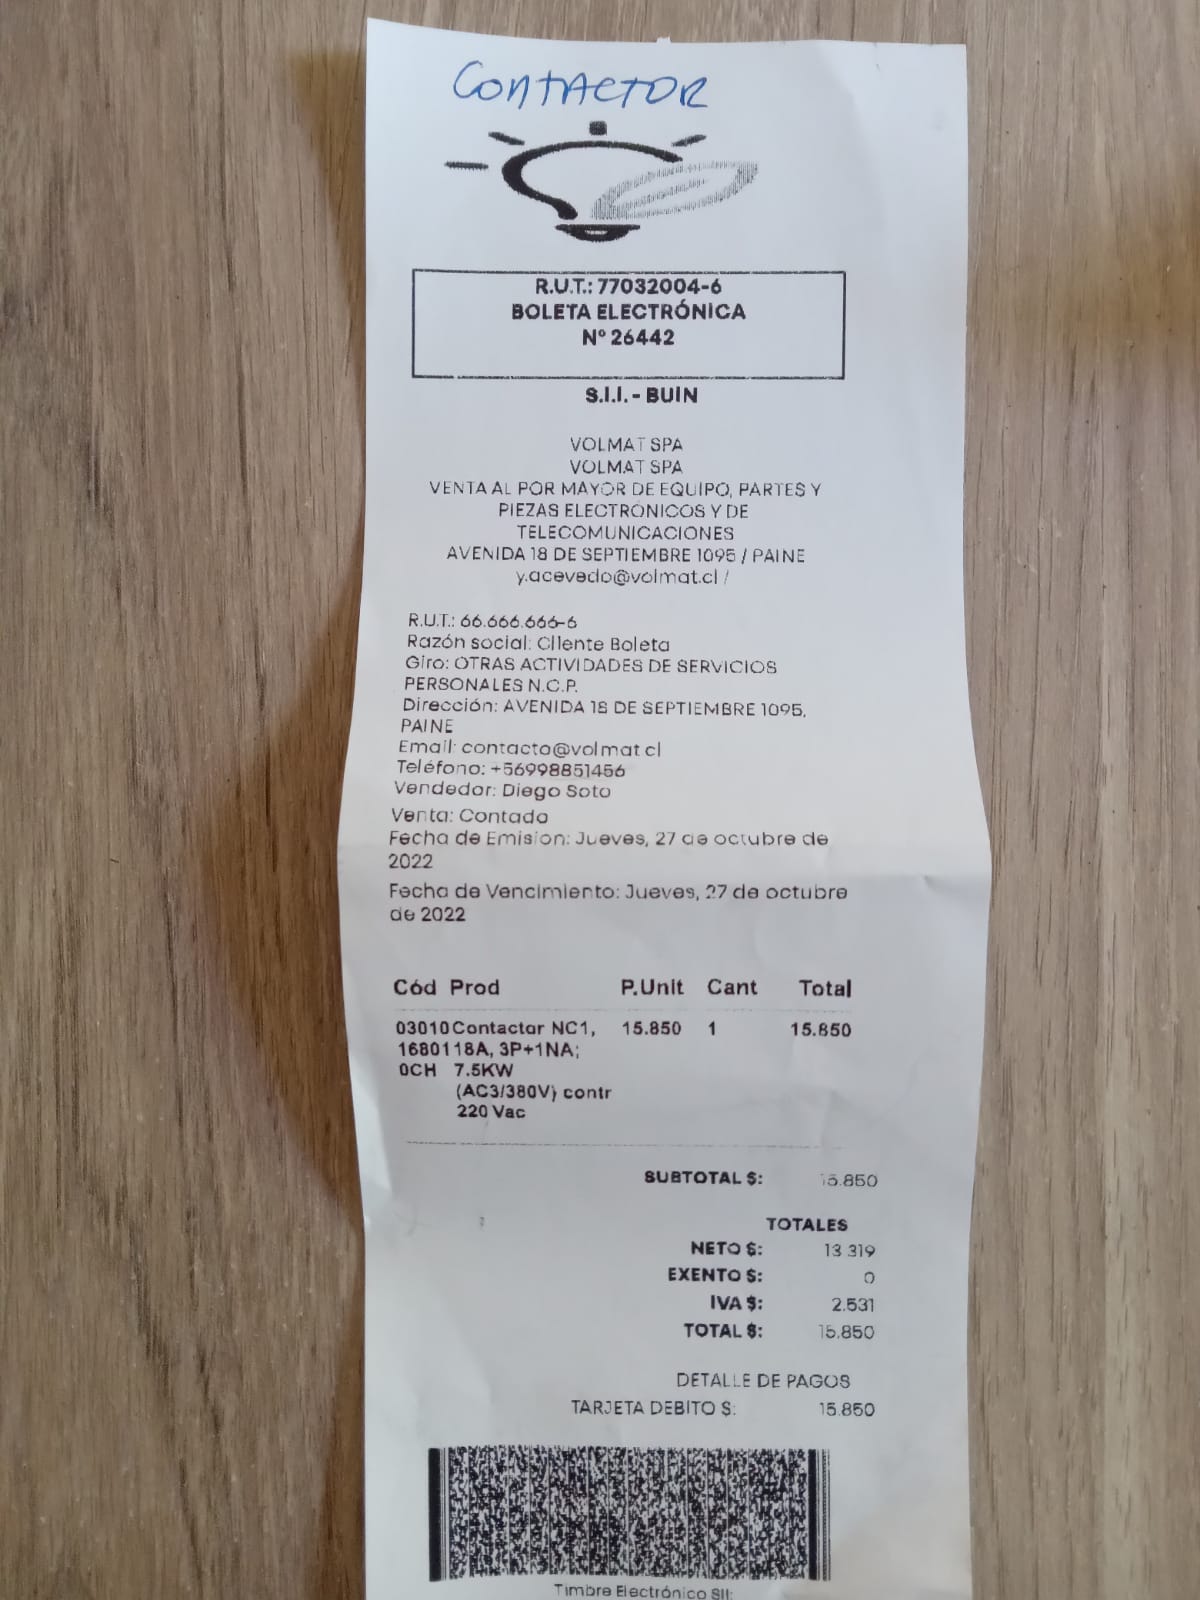 CONTACTOR
R.U.T.: 77032004-6
BOLETA ELECTRÓNICA
Nº 26442
S.I.I. - BUIN
VOLMAT SPA
VOLMAT SPA
VENTA AL POR MAYOR DE EQUIPO, PARTES Y
PIEZAS ELECTRÓNICOS Y DE
TELECOMUNICACIONES
AVENIDA 18 DE SEPTIEMBRE 1095 / PAINE
y.acevedo@volmat.cl /
R.U.T.: 66.666.666-6
Razón social: Cliente Boleta
Giro: OTRAS ACTIVIDADES DE SERVICIOS
PERSONALES N.C.P.
Dirección: AVENIDA 18 DE SEPTIEMBRE 1095,
PAINE
Email: contacto@volmat.cl
Teléfono: +56998851456
Vendedor: Diego Soto
Venta: Contado
Fecha de Emision: Jueves, 27 de octubre de
2022
Fecha de Vencimiento: Jueves, 27 de octubre
de 2022
Cód Prod P.Unit Cant Total
03010 Contactor NC1, 15.850 1 15.850
1680118A, 3P+1NA;
0CH 7.5KW
(AC3/380V) contr
220 Vac
SUBTOTAL $: 15.850
TOTALES
NETO $: 13.319
EXENTO $: 0
IVA $: 2.531
TOTAL $: 15.850
DETALLE DE PAGOS
TARJETA DEBITO $: 15.850
Timbre Electrónico SII: